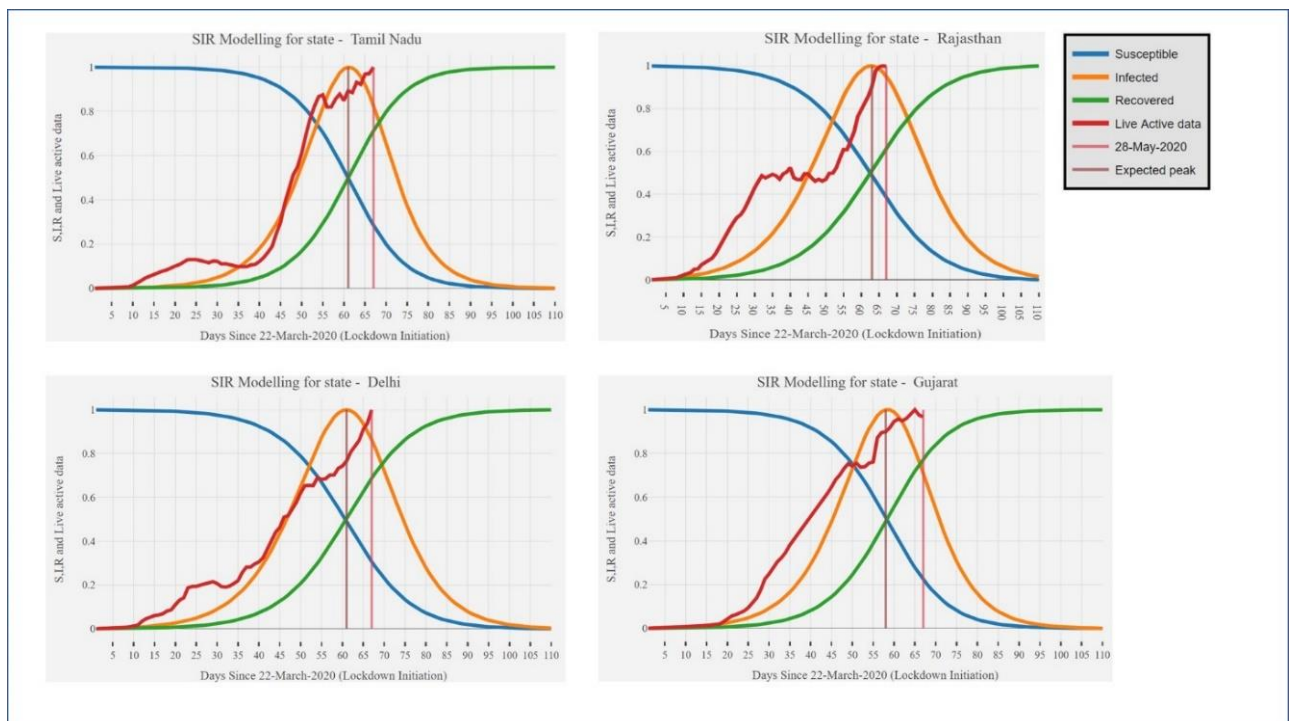 SIR Modelling for state - Tamil Nadu
S,I,R and Live active data
1
0.8
0.6
0.4
0.2
0
5 10 15 20 25 30 35 40 45 50 55 60 65 70 75 80 85 90 95 100 105 110
Days Since 22-March-2020 (Lockdown Initiation)
SIR Modelling for state - Rajasthan
S,I,R and Live active data
1
0.8
0.6
0.4
0.2
0
5 10 15 20 25 30 35 40 45 50 55 60 65 70 75 80 85 90 95 100 105 110
Days Since 22-March-2020 (Lockdown Initiation)
Susceptible
Infected
Recovered
Live Active data
28-May-2020
Expected peak
SIR Modelling for state - Delhi
S,I,R and Live active data
1
0.8
0.6
0.4
0.2
0
5 10 15 20 25 30 35 40 45 50 55 60 65 70 75 80 85 90 95 100 105 110
Days Since 22-March-2020 (Lockdown Initiation)
SIR Modelling for state - Gujarat
S,I,R and Live active data
1
0.8
0.6
0.4
0.2
0
5 10 15 20 25 30 35 40 45 50 55 60 65 70 75 80 85 90 95 100 105 110
Days Since 22-March-2020 (Lockdown Initiation)